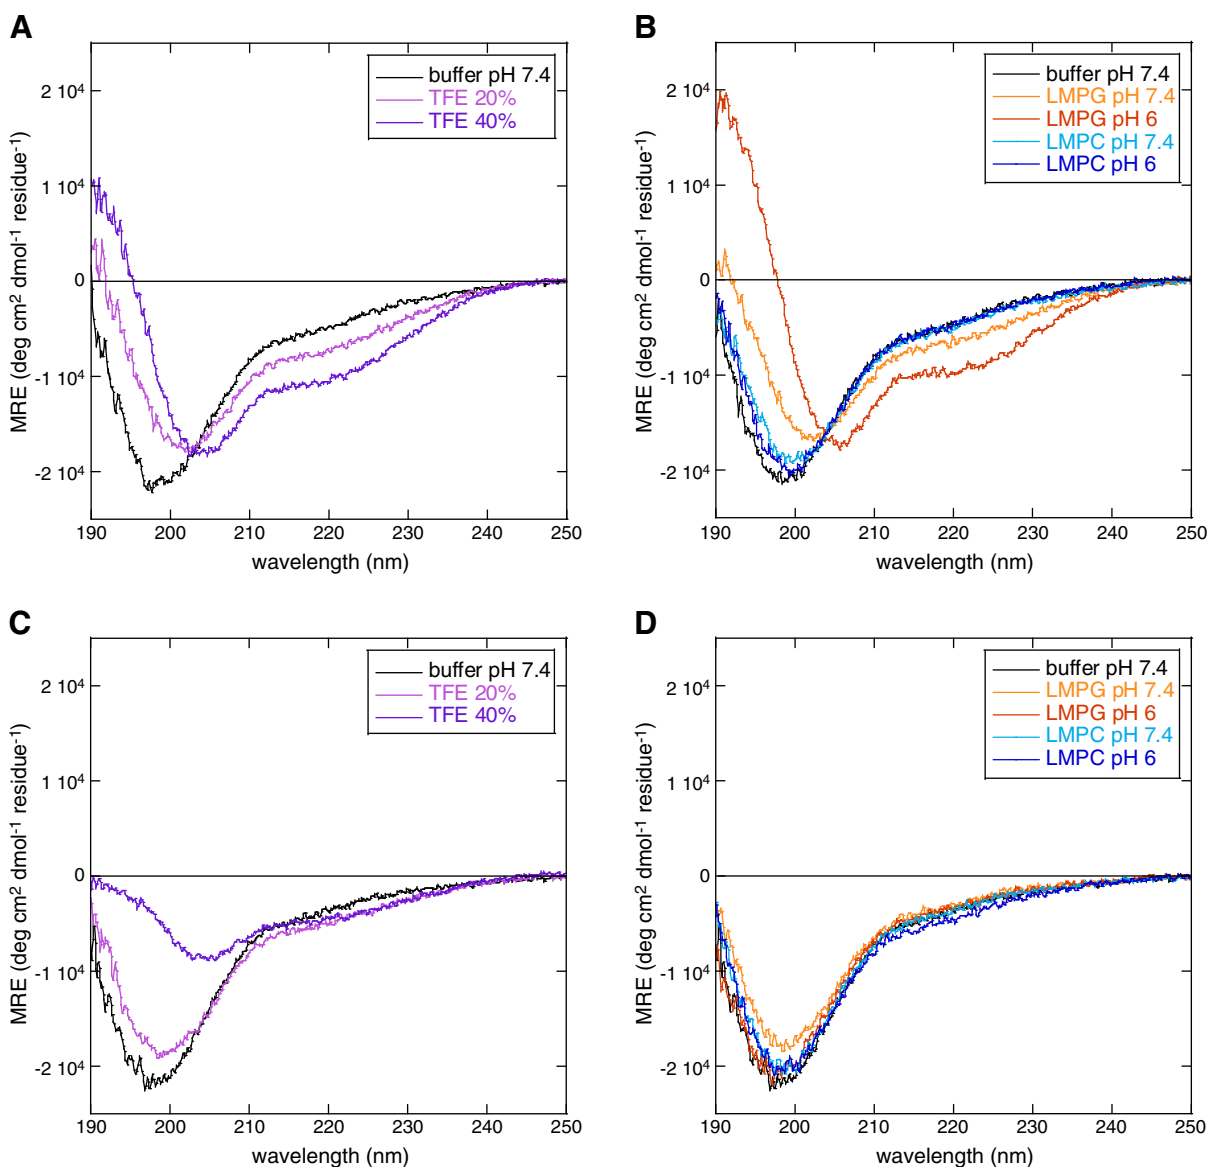 A
buffer pH 7.4
TFE 20%
TFE 40%
2 10⁴
1 10⁴
0
-1 10⁴
-2 10⁴
MRE (deg cm² dmol⁻¹ residue⁻¹)
190 200 210 220 230 240 250
wavelength (nm)
B
buffer pH 7.4
LMPG pH 7.4
LMPG pH 6
LMPC pH 7.4
LMPC pH 6
2 10⁴
1 10⁴
0
-1 10⁴
-2 10⁴
MRE (deg cm² dmol⁻¹ residue⁻¹)
190 200 210 220 230 240 250
wavelength (nm)
C
buffer pH 7.4
TFE 20%
TFE 40%
2 10⁴
1 10⁴
0
-1 10⁴
-2 10⁴
MRE (deg cm² dmol⁻¹ residue⁻¹)
190 200 210 220 230 240 250
wavelength (nm)
D
buffer pH 7.4
LMPG pH 7.4
LMPG pH 6
LMPC pH 7.4
LMPC pH 6
2 10⁴
1 10⁴
0
-1 10⁴
-2 10⁴
MRE (deg cm² dmol⁻¹ residue⁻¹)
190 200 210 220 230 240 250
wavelength (nm)